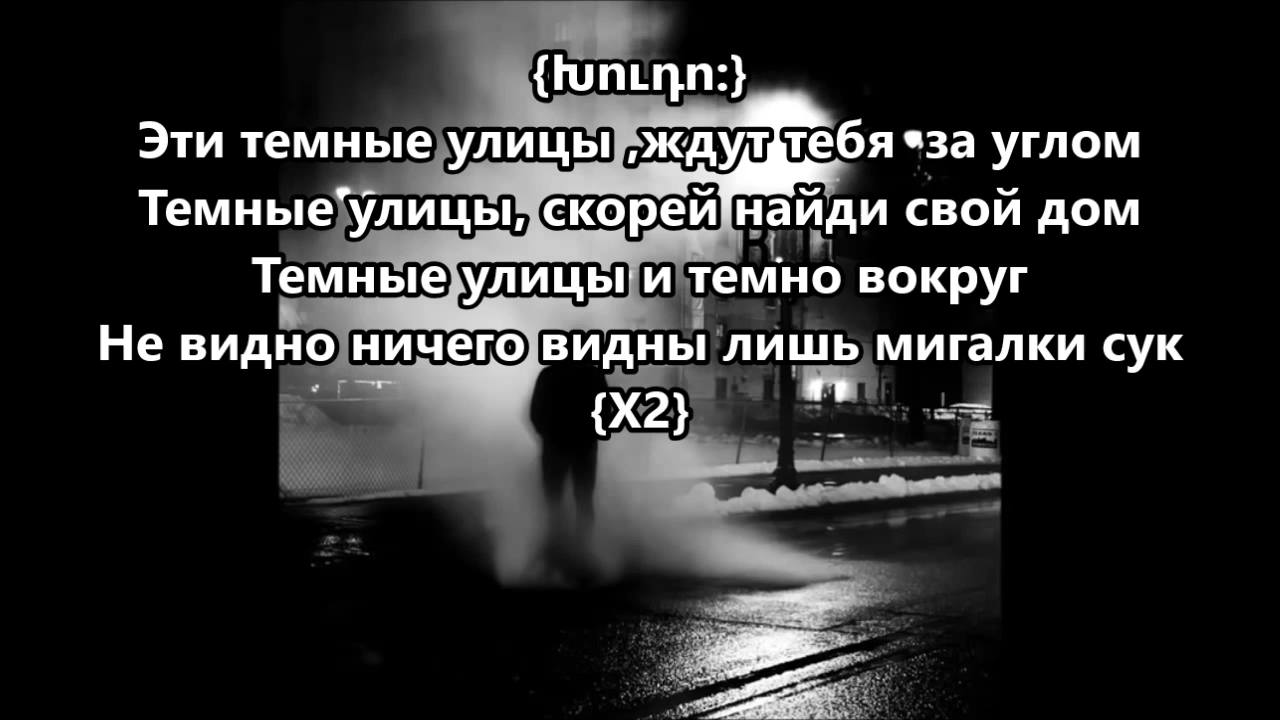 {Խուդո:}
Эти темные улицы ,ждут тебя  за углом
Темные улицы, скорей найди свой дом
Темные улицы и темно вокруг
Не видно ничего видны лишь мигалки сук
{X2}